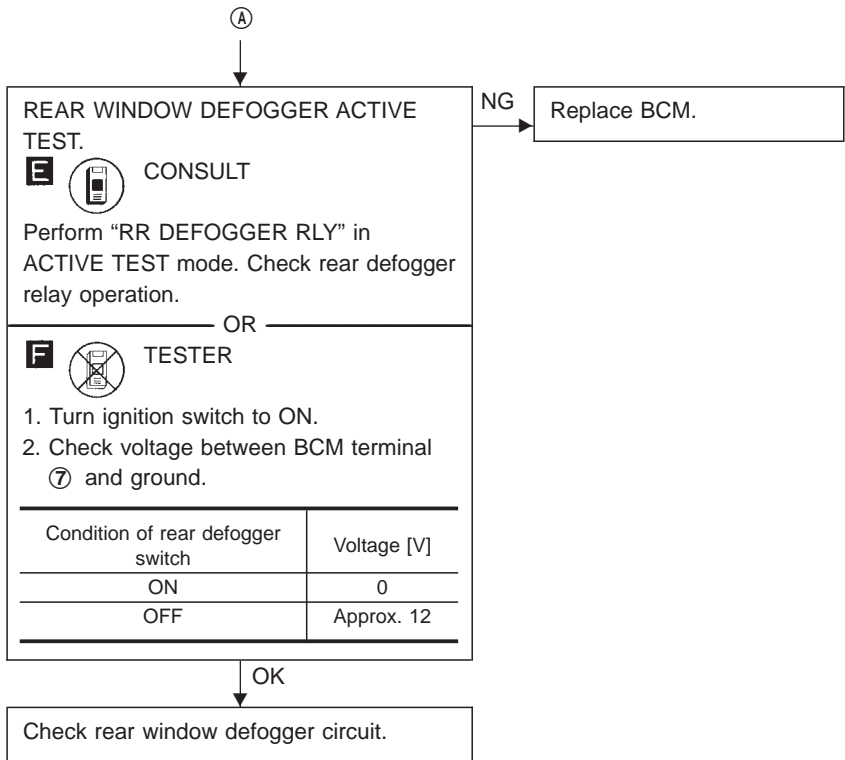 Ⓐ
REAR WINDOW DEFOGGER ACTIVE
TEST.
E CONSULT
Perform “RR DEFOGGER RLY” in
ACTIVE TEST mode. Check rear defogger
relay operation.
OR
F TESTER
1. Turn ignition switch to ON.
2. Check voltage between BCM terminal
⑦ and ground.
Condition of rear defogger
switch
Voltage [V]
ON 0
OFF Approx. 12
NG
Replace BCM.
OK
Check rear window defogger circuit.